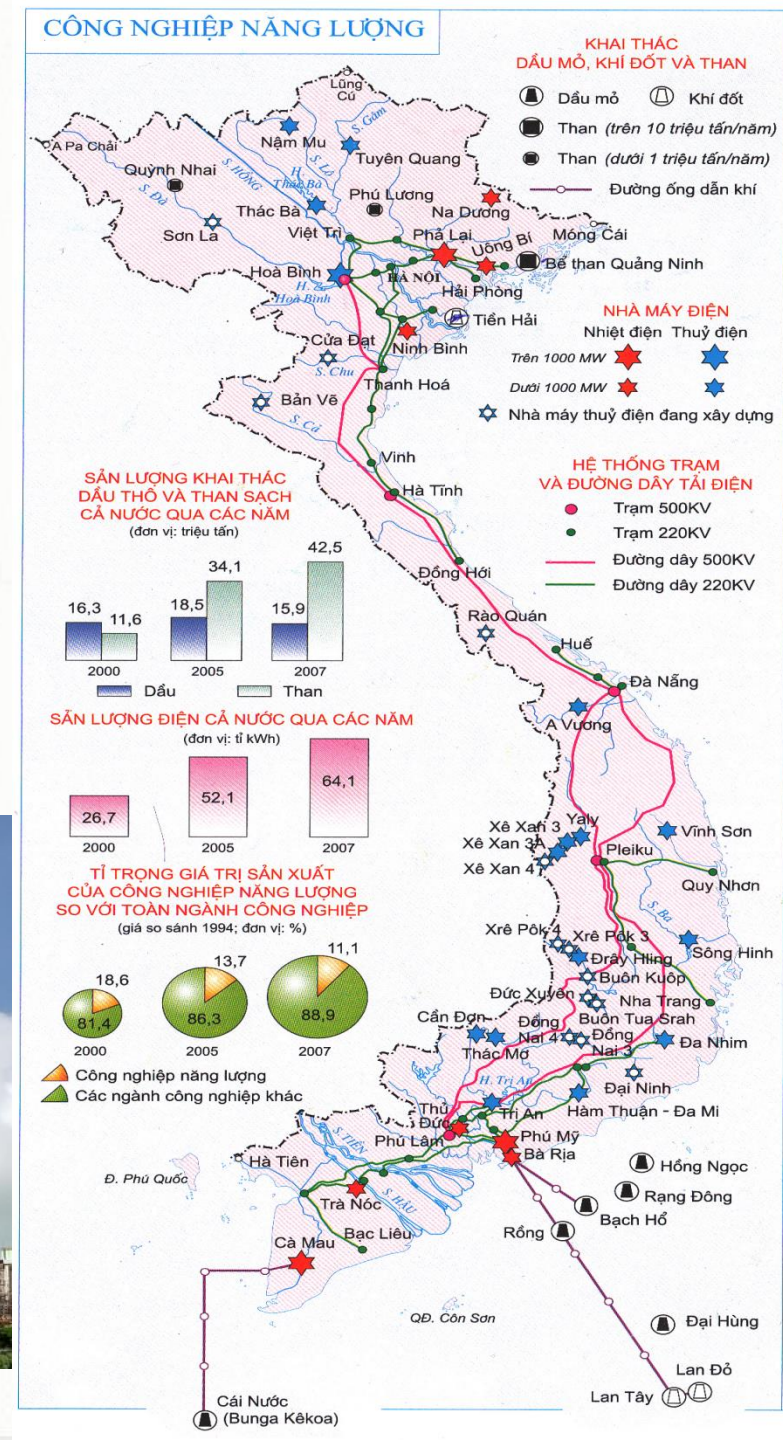 CÔNG NGHIỆP NĂNG LƯỢNG
KHAI THÁC
DẦU MỎ, KHÍ ĐỐT VÀ THAN
Dầu mỏ
Khí đốt
Than (trên 10 triệu tấn/năm)
Than (dưới 1 triệu tấn/năm)
Đường ống dẫn khí
Lũng
Cú
A Pa Chải
Nậm Mu
S. Lô
S. Gâm
Tuyên Quang
Quỳnh Nhai
S. HỒNG
H.
Thác Bà
Thác Bà
S. Đà
Sơn La
Phú Lương
Na Dương
Việt Trì
Phả Lại
Uông Bí
Móng Cái
Bể than Quảng Ninh
Hoà Bình
HÀ NỘI
H.
Hoà Bình
Hải Phòng
Tiền Hải
Ninh Bình
Cửa Đạt
S. Chu
Thanh Hoá
Bản Vẽ
S. Cả
NHÀ MÁY ĐIỆN
Nhiệt điện Thuỷ điện
Trên 1000 MW
Dưới 1000 MW
Nhà máy thuỷ điện đang xây dựng
Vinh
Hà Tĩnh
HỆ THỐNG TRẠM
VÀ ĐƯỜNG DÂY TẢI ĐIỆN
Trạm 500KV
Trạm 220KV
Đường dây 500KV
Đường dây 220KV
SẢN LƯỢNG KHAI THÁC
DẦU THÔ VÀ THAN SẠCH
CẢ NƯỚC QUA CÁC NĂM
(đơn vị: triệu tấn)
16,3
11,6
18,5
34,1
15,9
42,5
2000
2005
2007
Dầu
Than
Đồng Hới
Rào Quán
Huế
Đà Nẵng
A Vương
SẢN LƯỢNG ĐIỆN CẢ NƯỚC QUA CÁC NĂM
(đơn vị: tỉ kWh)
26,7
52,1
64,1
2000
2005
2007
Xê Xan 3
Yaly
Xê Xan 3A
Xê Xan 4
Vĩnh Sơn
Pleiku
Quy Nhơn
S. Ba
TỈ TRỌNG GIÁ TRỊ SẢN XUẤT
CỦA CÔNG NGHIỆP NĂNG LƯỢNG
SO VỚI TOÀN NGÀNH CÔNG NGHIỆP
(giá so sánh 1994; đơn vị: %)
18,6
81,4
13,7
86,3
11,1
88,9
2000
2005
2007
Công nghiệp năng lượng
Các ngành công nghiệp khác
Xrê Pôk 4
Xrê Pôk 3
Đrây Hling
Sông Hinh
Buôn Kuôp
Đức Xuyên
Nha Trang
Buôn Tua Srah
Cần Đơn
Thác Mơ
Đồng
Nai 4
Đồng
Nai 3
Đa Nhim
Đại Ninh
H. Trị An
Trị An
Hàm Thuận - Đa Mi
Thủ
Đức
Phú Lâm
Phú Mỹ
Bà Rịa
S. TIỀN
S. HẬU
Hà Tiên
Đ. Phú Quốc
Trà Nóc
Bạc Liêu
Cà Mau
Hồng Ngọc
Rạng Đông
Bạch Hổ
Rồng
QĐ. Côn Sơn
Đại Hùng
Lan Đỏ
Lan Tây
Cái Nước
(Bunga Kêkoa)